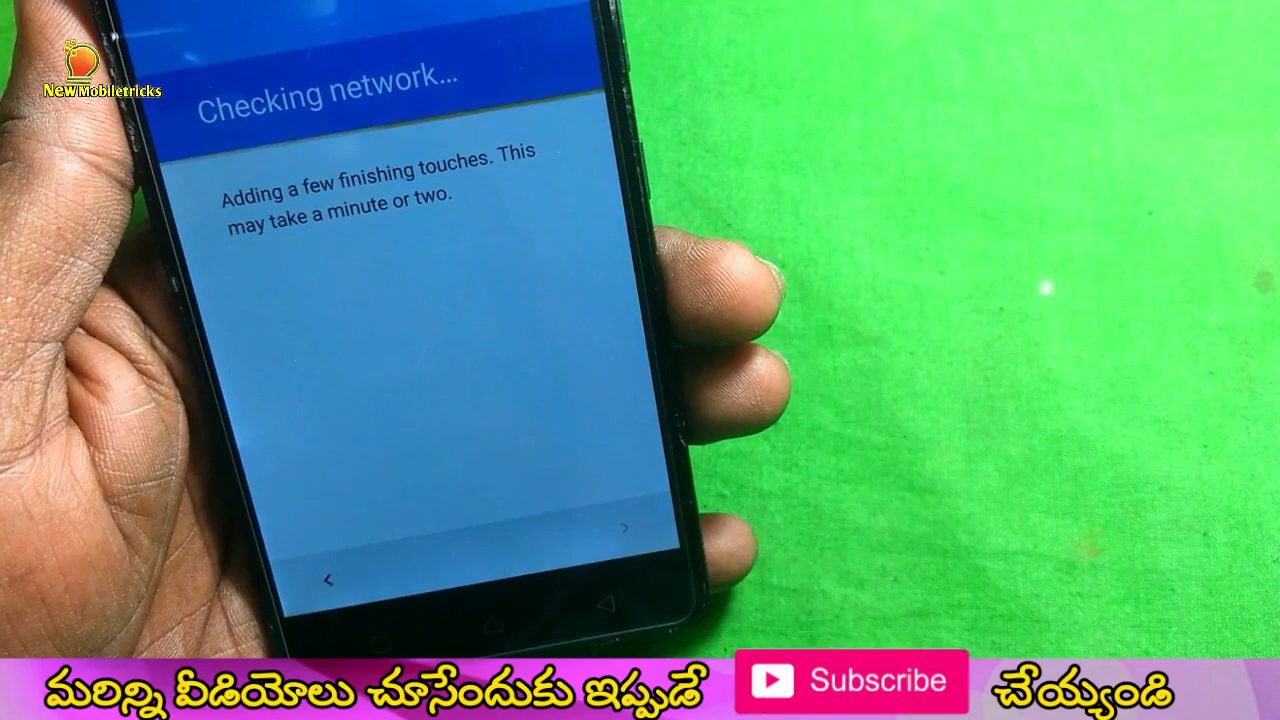 New Mobiletricks
Checking network...
Adding a few finishing touches. This
may take a minute or two.
మరిన్ని వీడియోలు చూసేందుకు ఇప్పుడే Subscribe చేయ్యండి